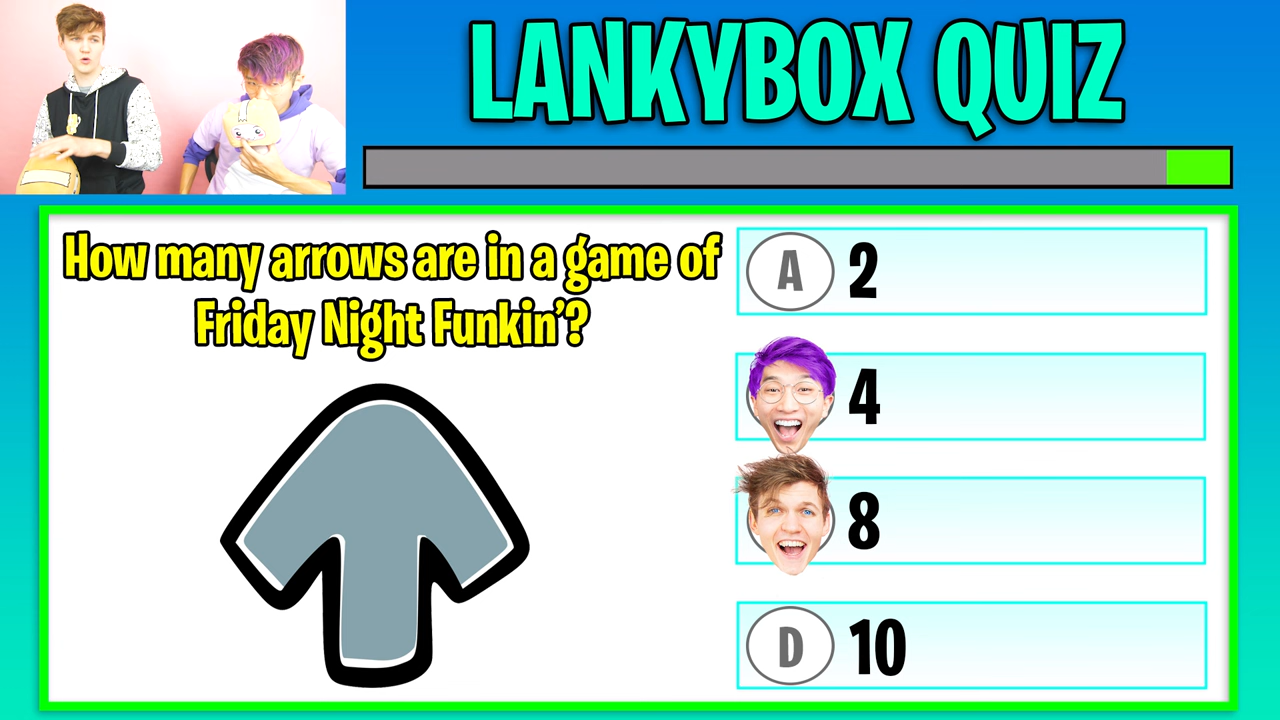 LANKYBOX QUIZ
How many arrows are in a game of
Friday Night Funkin'?
A 2
4
8
D 10